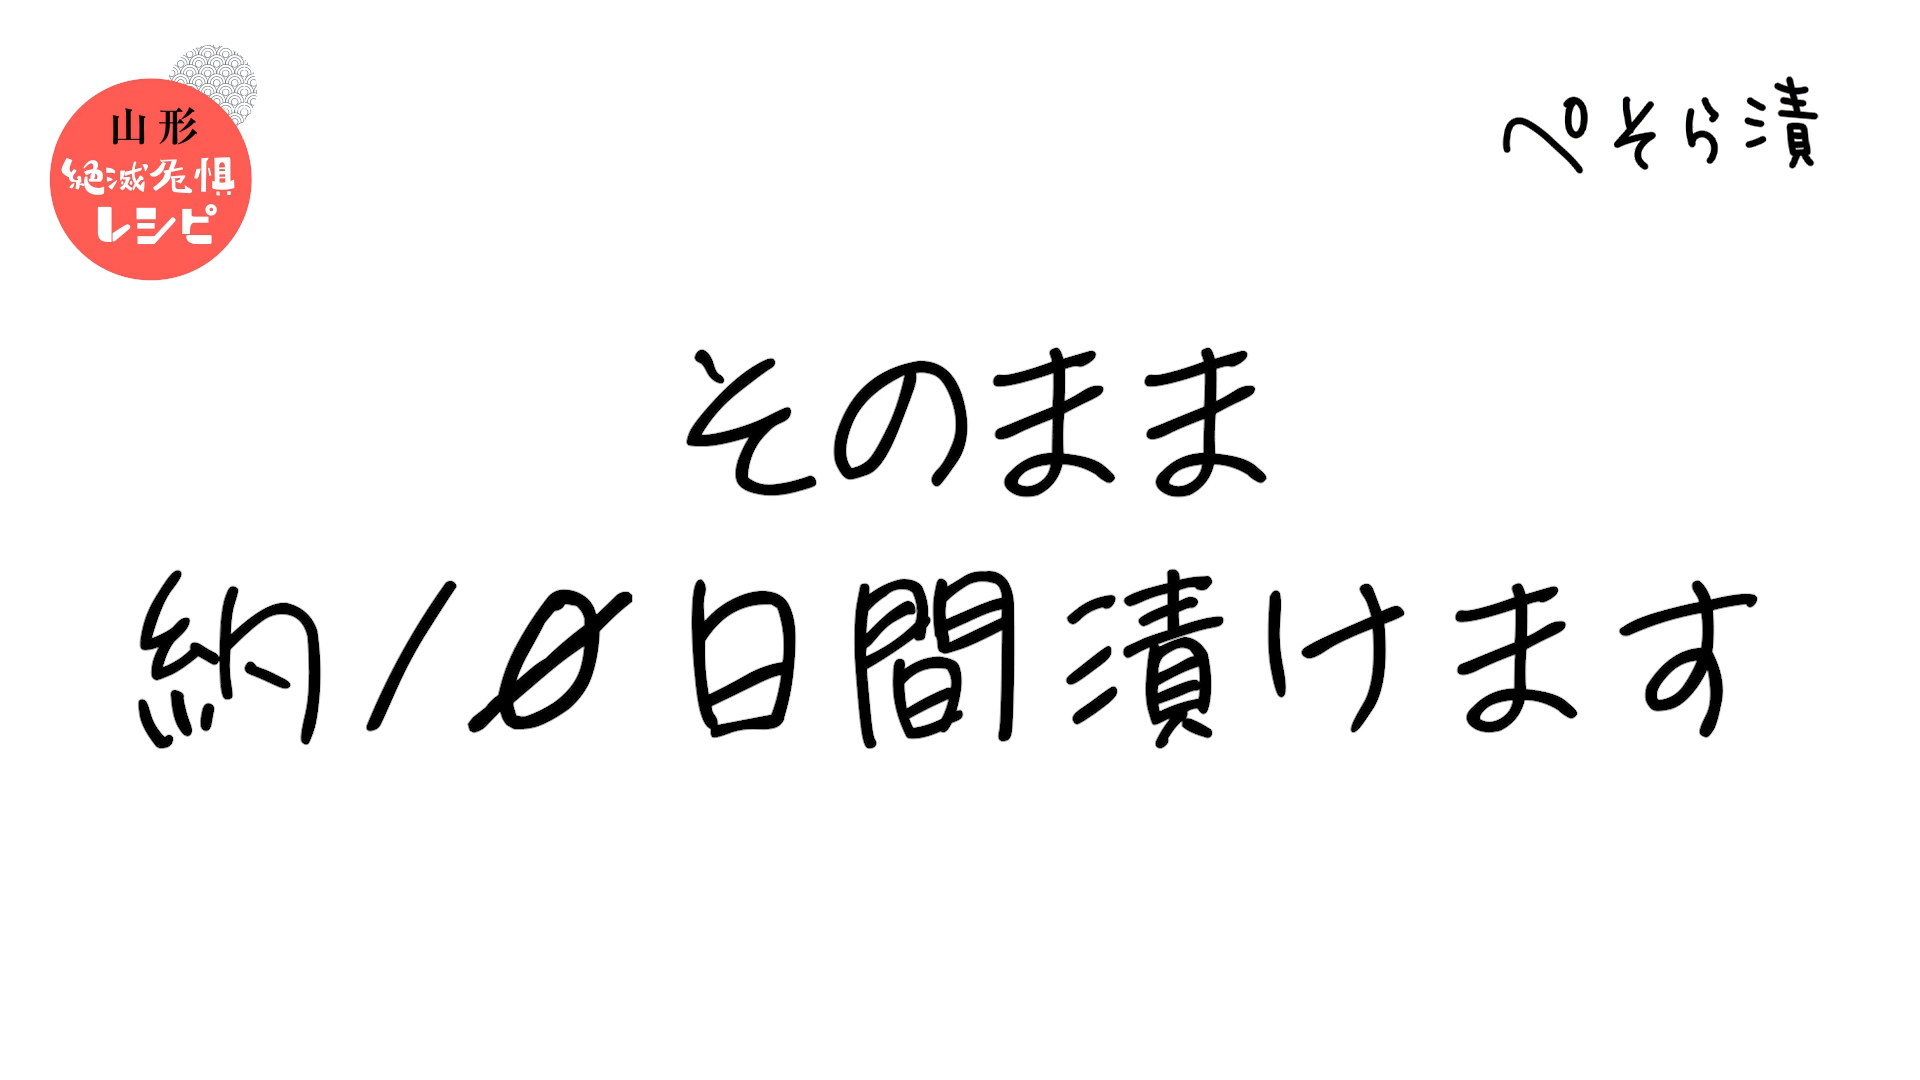 山形
絶滅危惧
レシピ
ぺそら漬
そのまま
約10日間漬けます